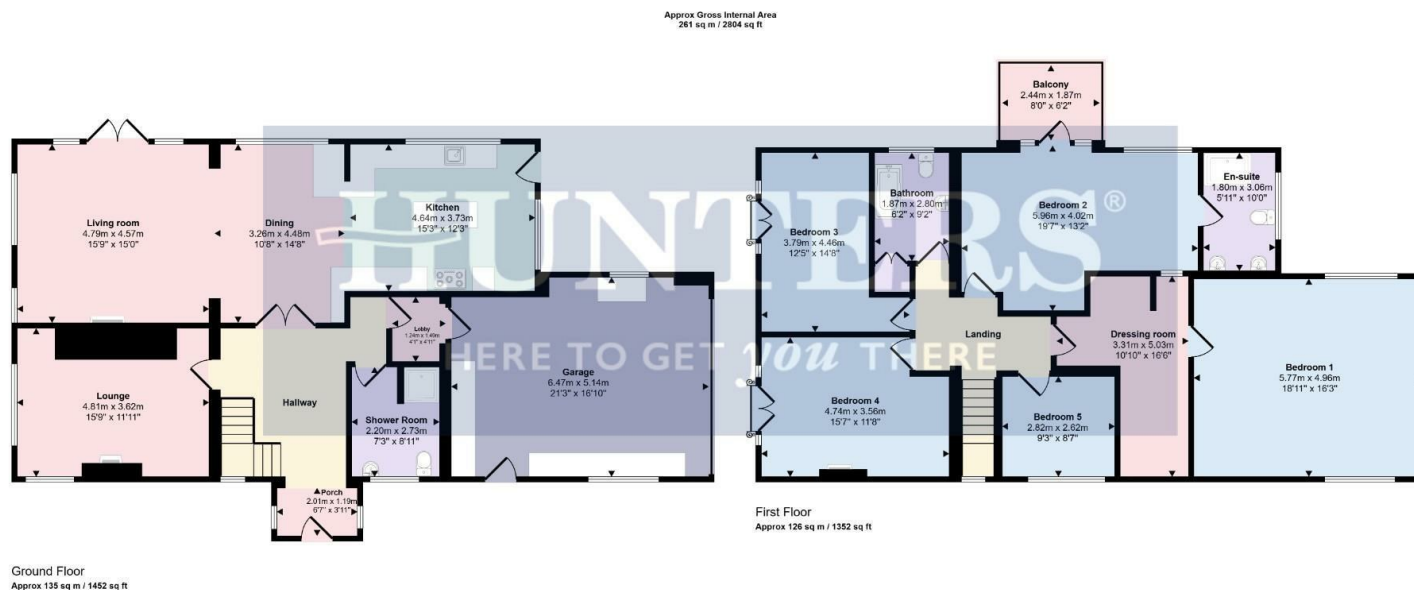 Approx Gross Internal Area
261 sq m / 2804 sq ft
Balcony
2.44m x 1.87m
8'0" x 6'2"
Living room
4.79m x 4.57m
15'9" x 15'0"
Dining
3.26m x 4.48m
10'8" x 14'8"
Kitchen
4.64m x 3.73m
15'3" x 12'3"
Lounge
4.81m x 3.62m
15'9" x 11'11"
Hallway
Lobby
1.24m x 1.49m
4'1" x 4'11"
Shower Room
2.20m x 2.73m
7'3" x 8'11"
Garage
6.47m x 5.14m
21'3" x 16'10"
Porch
2.01m x 1.19m
6'7" x 3'11"
Ground Floor
Approx 135 sq m / 1452 sq ft
Bedroom 3
3.79m x 4.46m
12'5" x 14'8"
Bathroom
1.87m x 2.80m
6'2" x 9'2"
Bedroom 2
5.96m x 4.02m
19'7" x 13'2"
En-suite
1.80m x 3.06m
5'11" x 10'0"
Landing
Dressing room
3.31m x 5.03m
10'10" x 16'6"
Bedroom 1
5.77m x 4.96m
18'11" x 16'3"
Bedroom 4
4.74m x 3.56m
15'7" x 11'8"
Bedroom 5
2.82m x 2.62m
9'3" x 8'7"
First Floor
Approx 126 sq m / 1352 sq ft
HUNTERS®
HERE TO GET you THERE